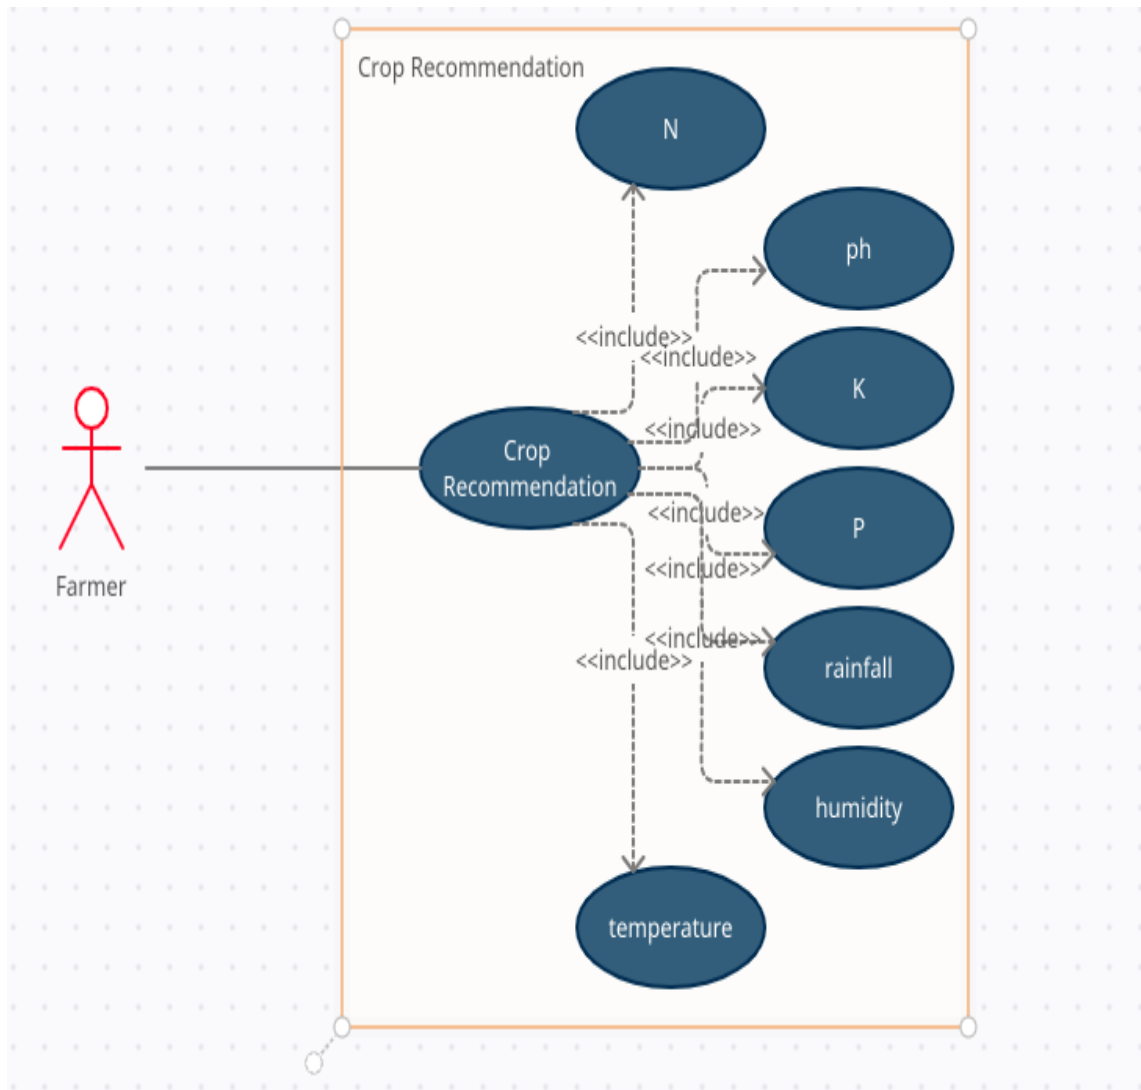 Crop Recommendation
N
ph
<<include>>
<<include>>
K
<<include>>
Crop
Recommendation
<<include>>
P
<<include>>
Farmer
<<include>>
<<include>>
rainfall
humidity
temperature